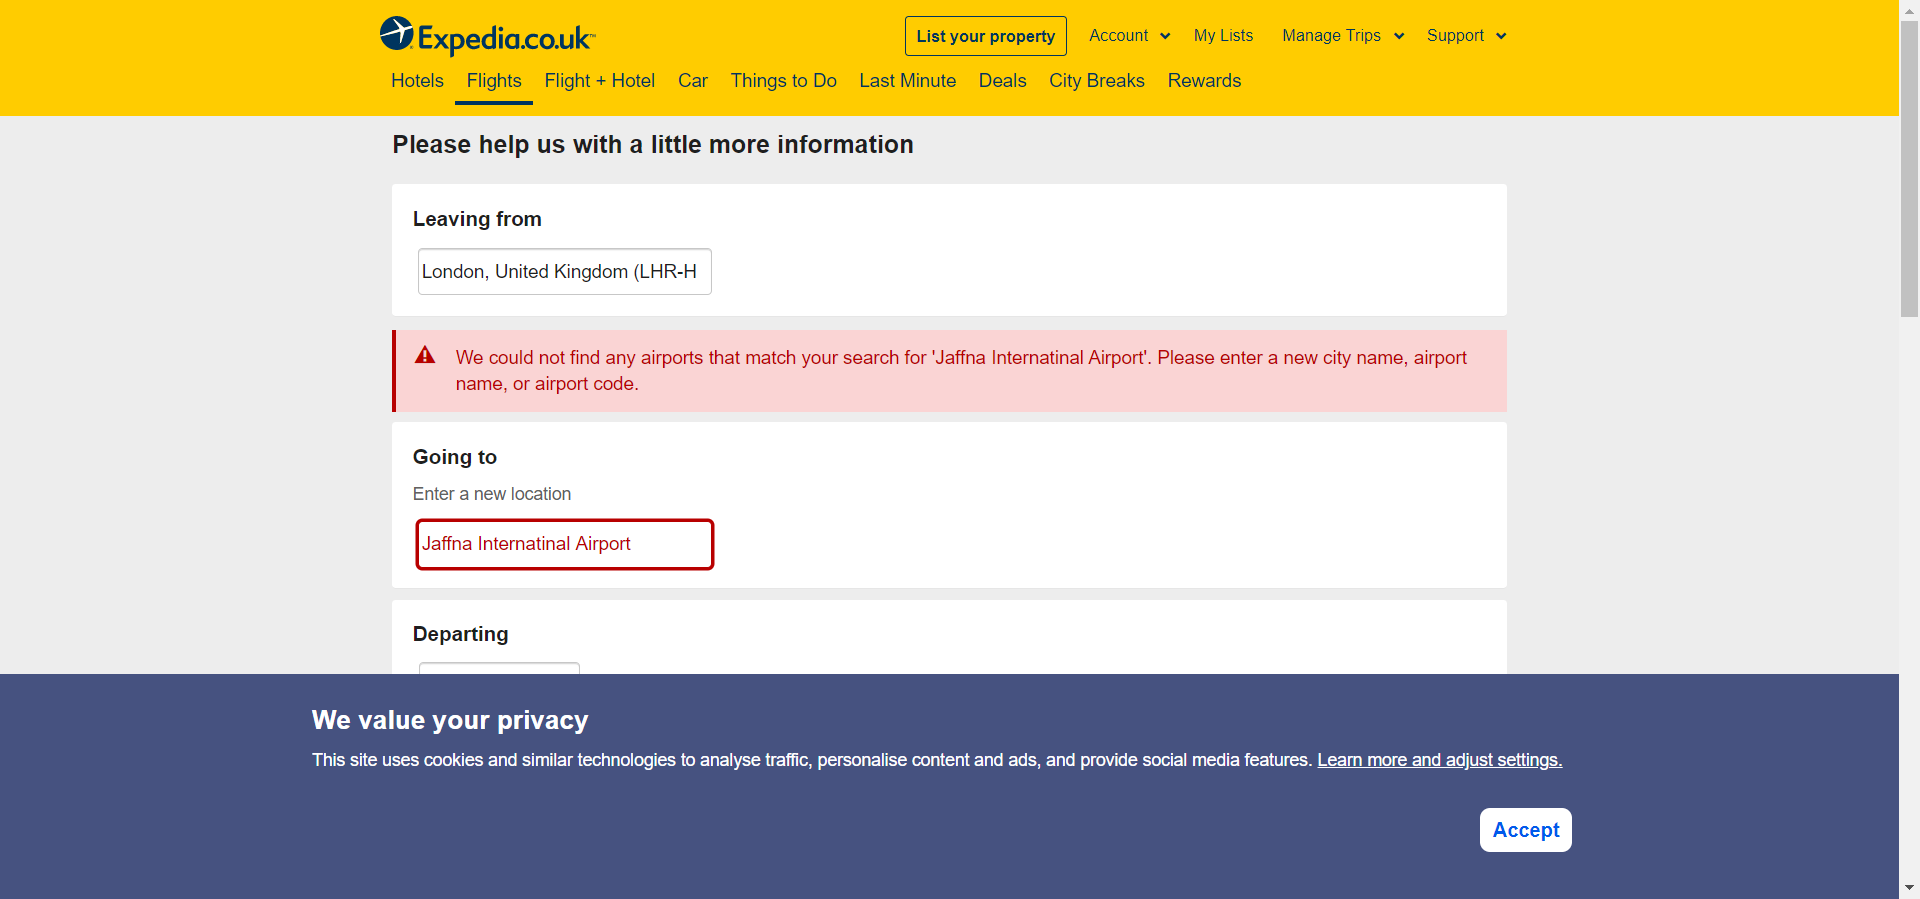 Expedia.co.uk™
List your property
Account
My Lists
Manage Trips
Support
Hotels
Flights
Flight + Hotel
Car
Things to Do
Last Minute
Deals
City Breaks
Rewards
Please help us with a little more information
Leaving from
London, United Kingdom (LHR-H
We could not find any airports that match your search for 'Jaffna Internatinal Airport'. Please enter a new city name, airport
name, or airport code.
Going to
Enter a new location
Jaffna Internatinal Airport
Departing
We value your privacy
This site uses cookies and similar technologies to analyse traffic, personalise content and ads, and provide social media features. Learn more and adjust settings.
Accept